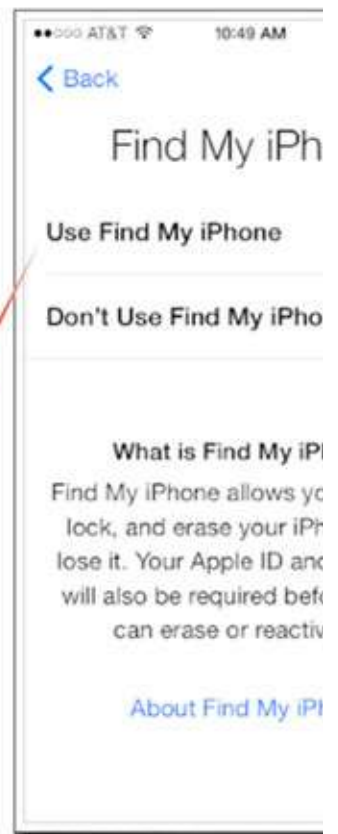 AT&T 10:49 AM
Back
Find My iPh
Use Find My iPhone
Don't Use Find My iPho
What is Find My iPl
Find My iPhone allows yo
lock, and erase your iPh
lose it. Your Apple ID and
will also be required befo
can erase or reactiv
About Find My iPh